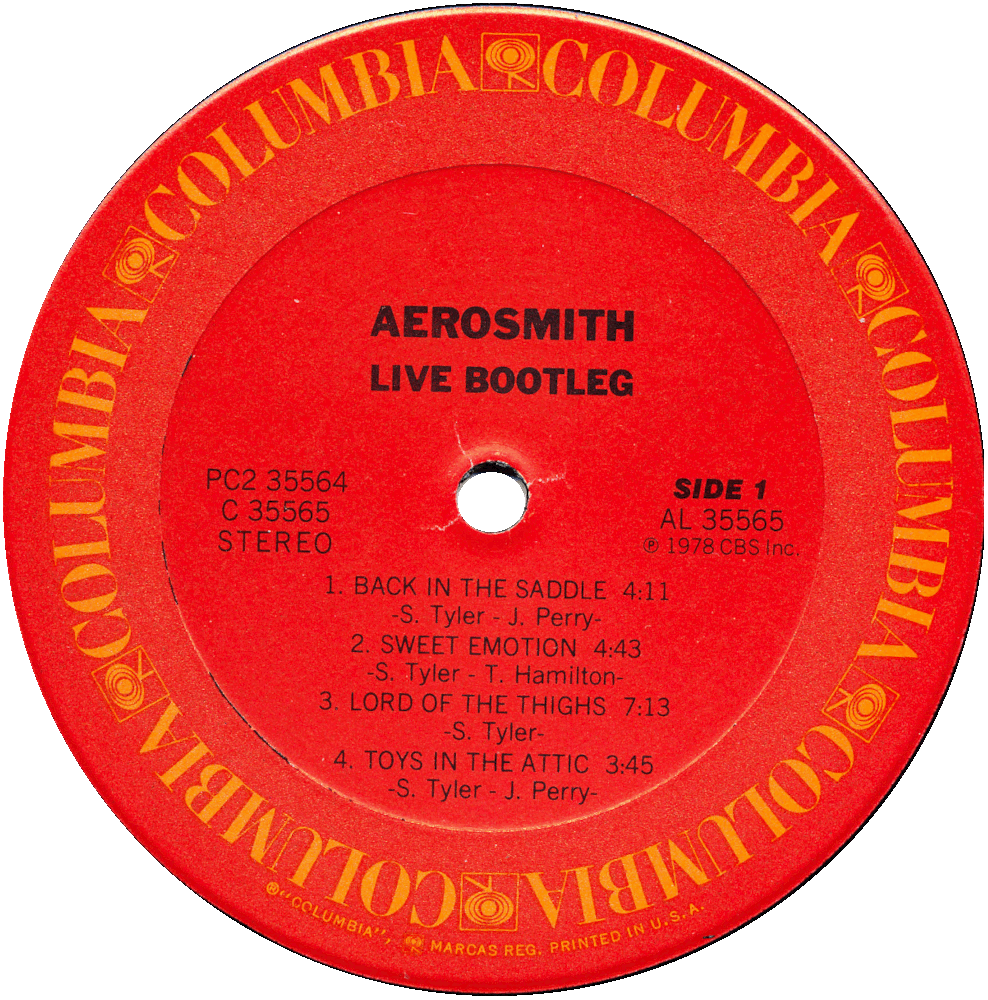 COLUMBIA
COLUMBIA
COLUMBIA
COLUMBIA
COLUMBIA
COLUMBIA
AEROSMITH
LIVE BOOTLEG
PC2 35564
C 35565
STEREO
SIDE 1
AL 35565
℗ 1978 CBS Inc.
1. BACK IN THE SADDLE 4:11
-S. Tyler - J. Perry-
2. SWEET EMOTION 4:43
-S. Tyler - T. Hamilton-
3. LORD OF THE THIGHS 7:13
-S. Tyler-
4. TOYS IN THE ATTIC 3:45
-S. Tyler - J. Perry-
®"COLUMBIA", MARCAS REG. PRINTED IN U.S.A.